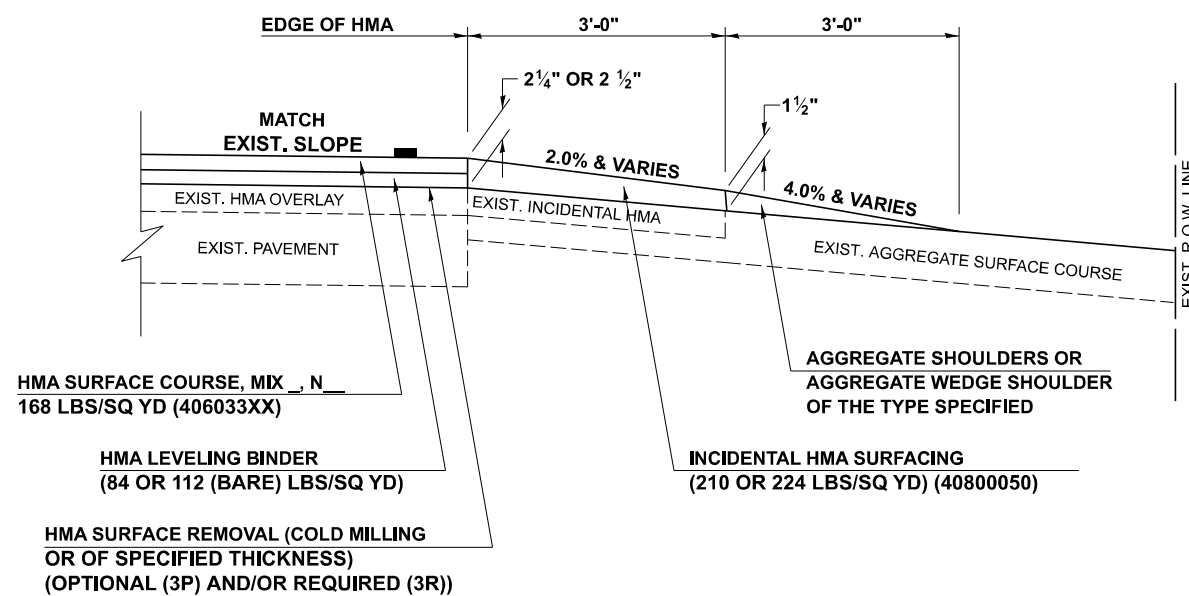 EDGE OF HMA
3'-0"
3'-0"
2¼" OR 2 ½"
1½"
MATCH
EXIST. SLOPE
2.0% & VARIES
4.0% & VARIES
EXIST. HMA OVERLAY
EXIST. INCIDENTAL HMA
EXIST. PAVEMENT
EXIST. AGGREGATE SURFACE COURSE
EXIST. R.O.W. LINE
HMA SURFACE COURSE, MIX _, N__
168 LBS/SQ YD (406033XX)
AGGREGATE SHOULDERS OR
AGGREGATE WEDGE SHOULDER
OF THE TYPE SPECIFIED
HMA LEVELING BINDER
(84 OR 112 (BARE) LBS/SQ YD)
INCIDENTAL HMA SURFACING
(210 OR 224 LBS/SQ YD) (40800050)
HMA SURFACE REMOVAL (COLD MILLING
OR OF SPECIFIED THICKNESS)
(OPTIONAL (3P) AND/OR REQUIRED (3R))